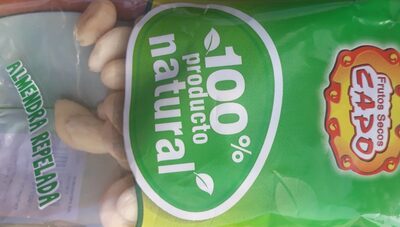 Frutos Secos
CAPO
100%
producto
natural
ALMENDRA REPELADA